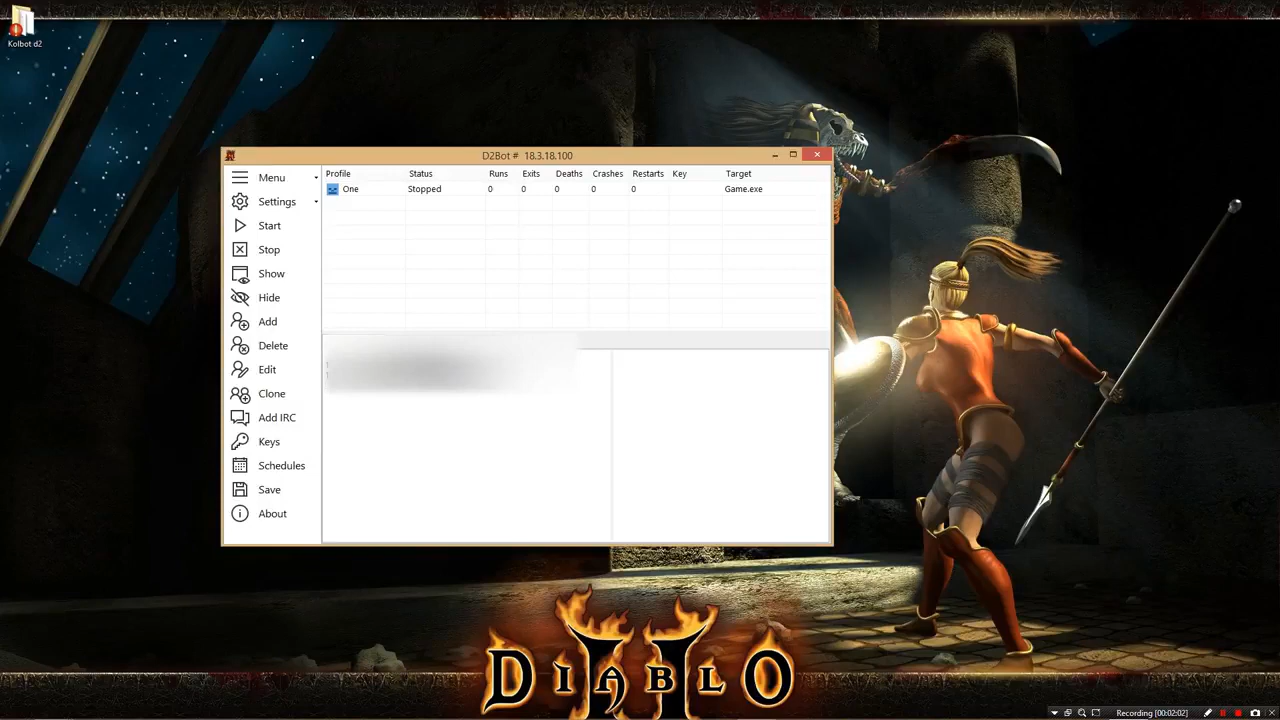 Kolbot d2
D2Bot # 18.3.18.100
Menu
Settings
Start
Stop
Show
Hide
Add
Delete
Edit
Clone
Add IRC
Keys
Schedules
Save
About
Profile Status Runs Exits Deaths Crashes Restarts Key Target
One Stopped 0 0 0 0 0 Game.exe
DIABLO II
Recording [00:02:02]